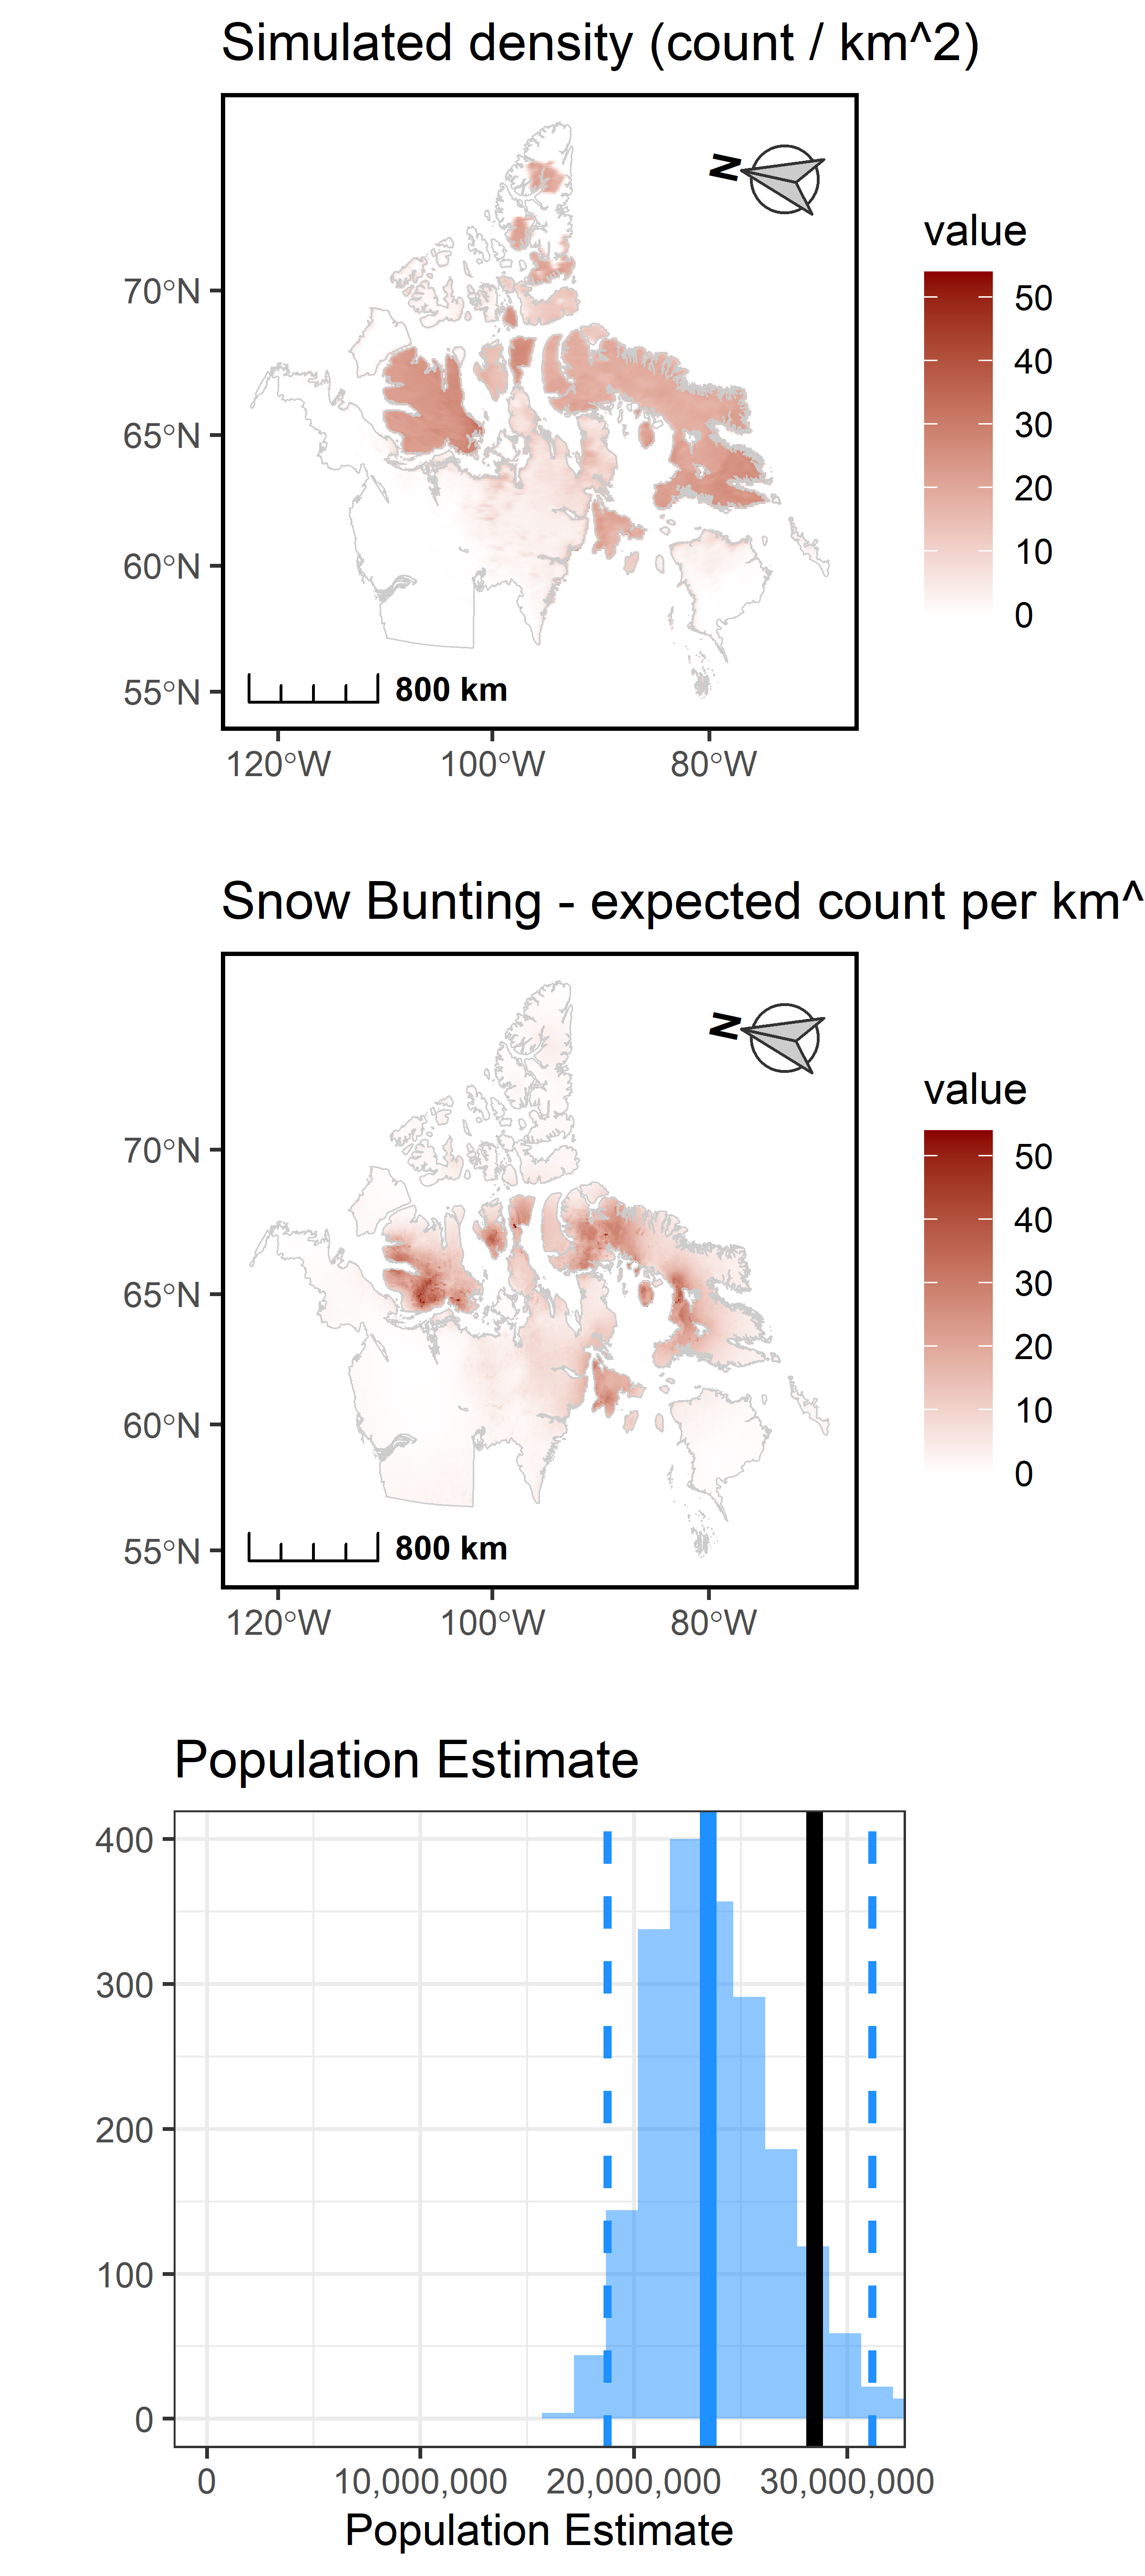 Simulated density (count / km^2)
N
70°N
65°N
60°N
55°N
800 km
120°W
100°W
80°W
value
50
40
30
20
10
0
Snow Bunting - expected count per km^
N
70°N
65°N
60°N
55°N
800 km
120°W
100°W
80°W
value
50
40
30
20
10
0
Population Estimate
400
300
200
100
0
0
10,000,000
20,000,000
30,000,000
Population Estimate